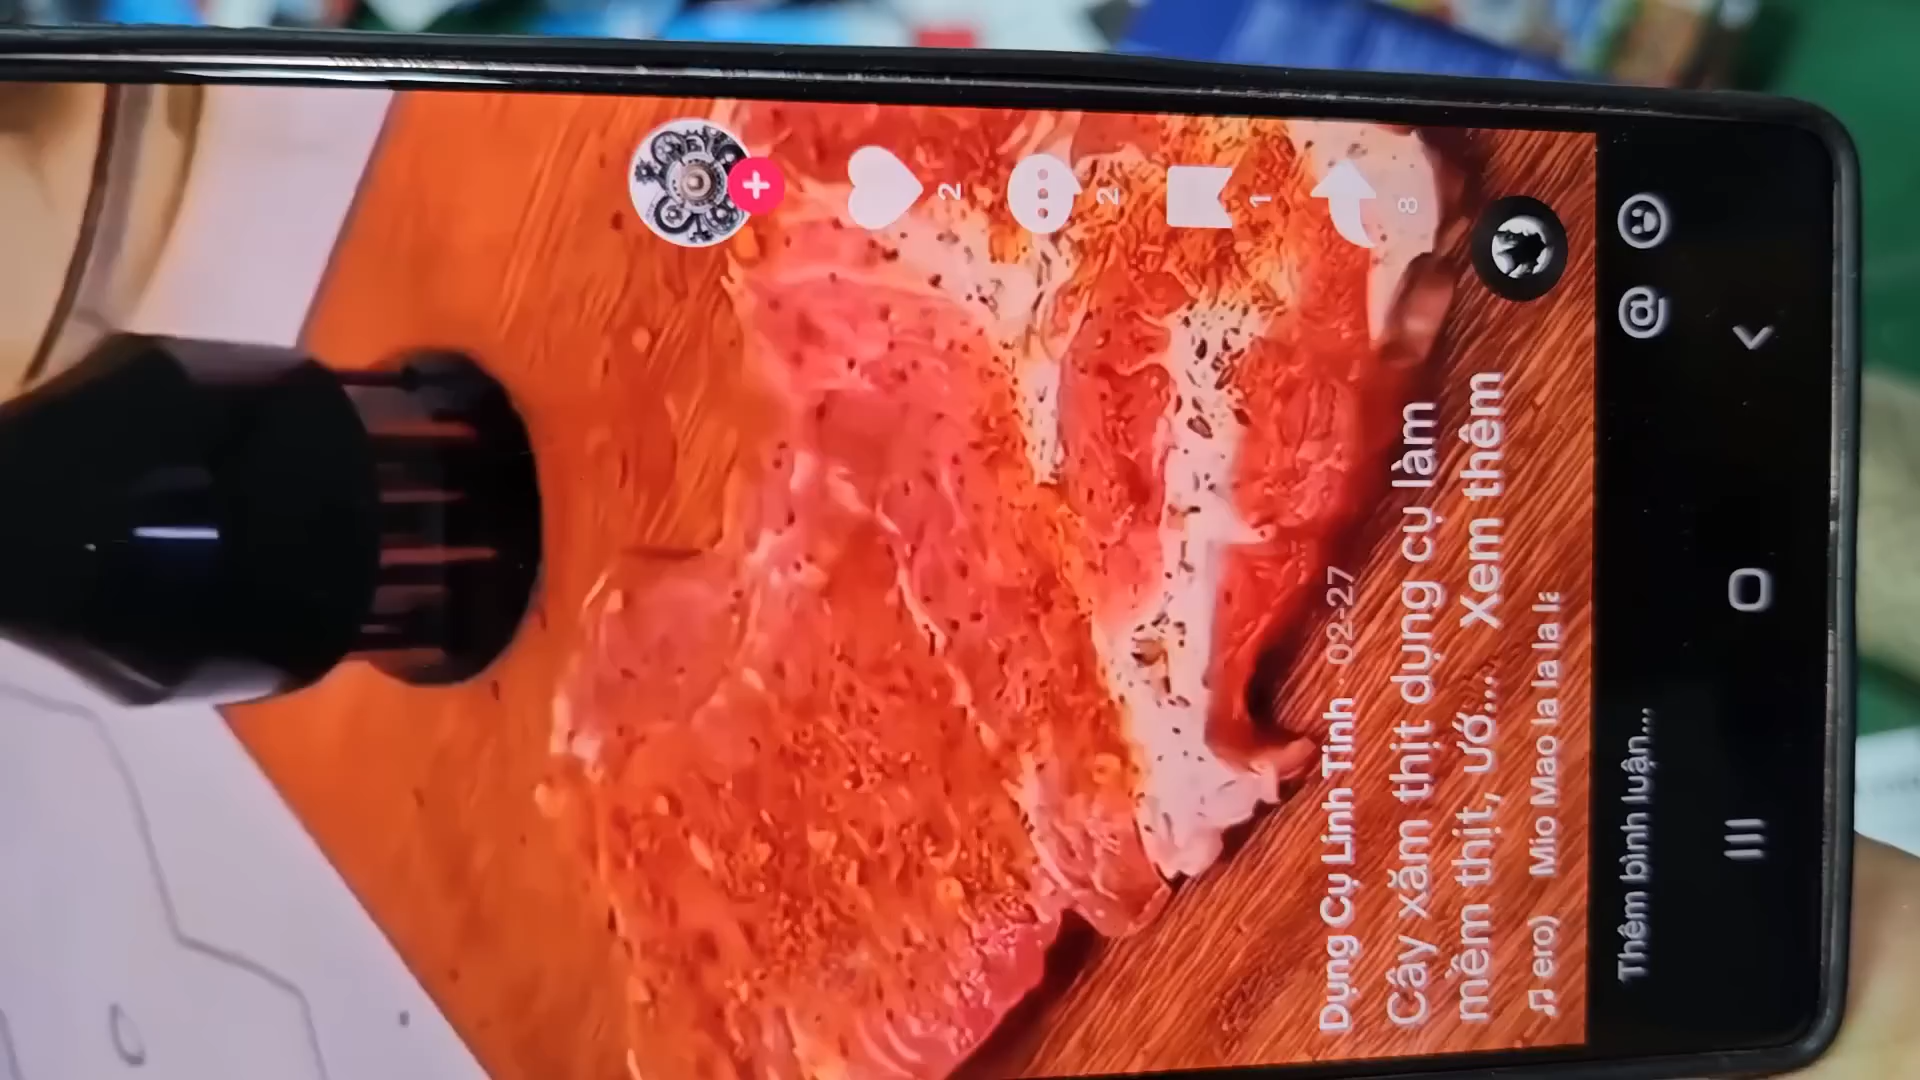 2
2
1
8
Dụng Cụ Linh Tinh · 02-27
Cây xăm thịt dụng cụ làm
mềm thịt, ướ... Xem thêm
ero) Mio Mao la la la
Thêm bình luận...